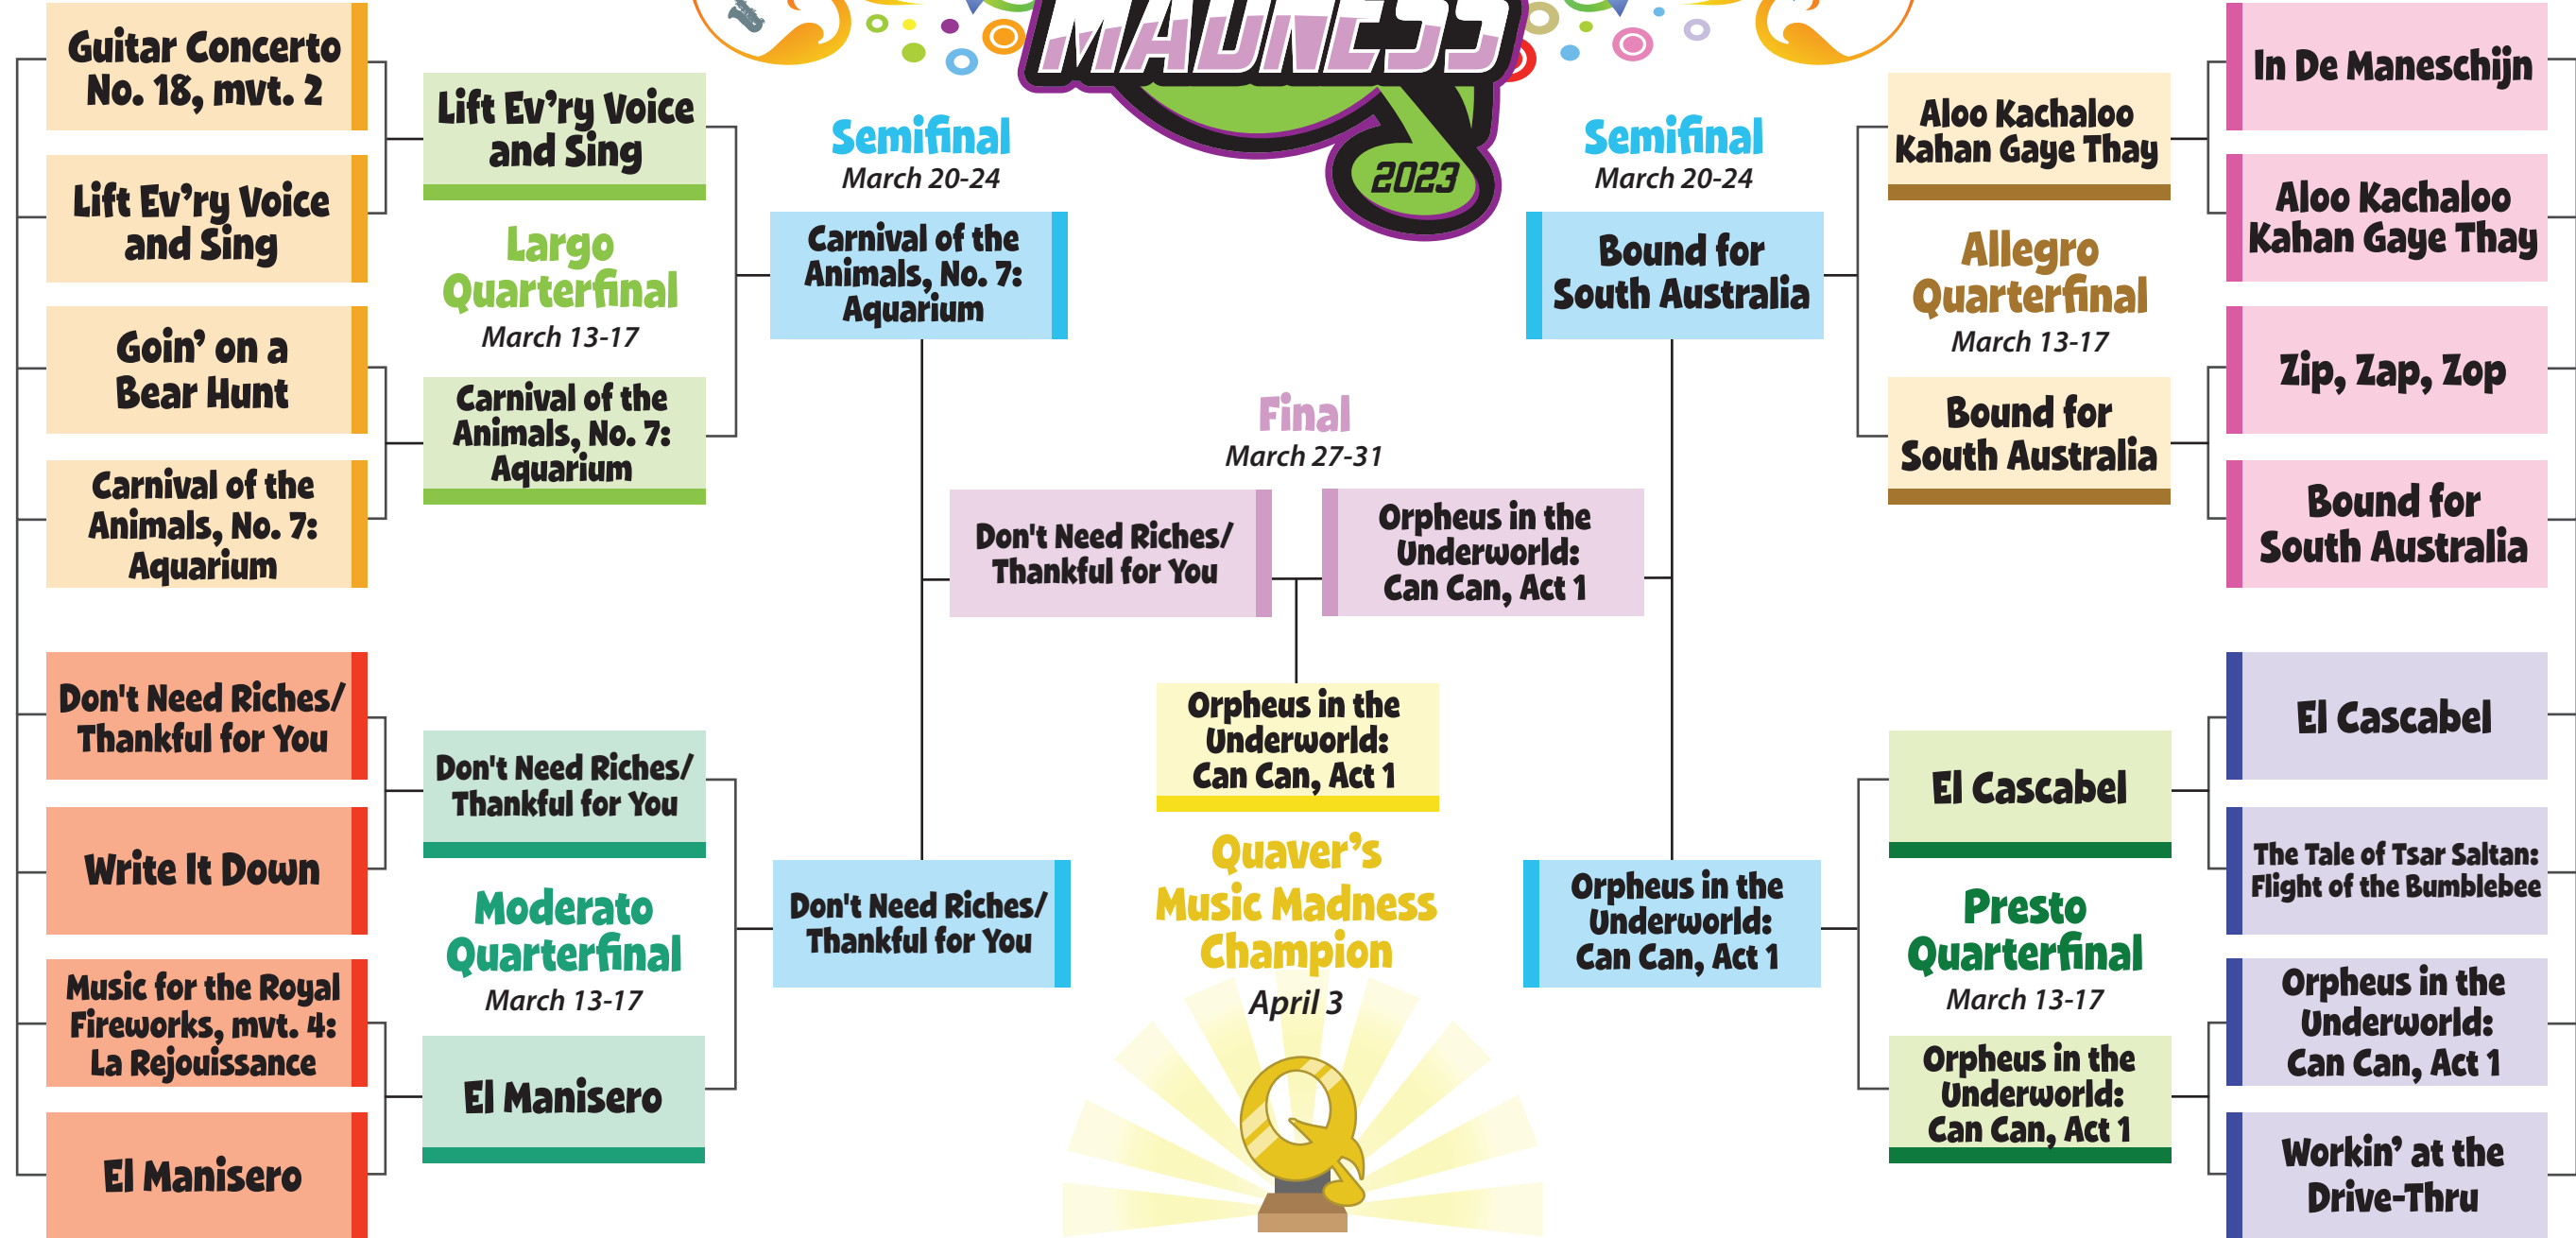 MADNESS
2023
Guitar Concerto
No. 18, mvt. 2
Lift Ev'ry Voice
and Sing
Goin' on a
Bear Hunt
Carnival of the
Animals, No. 7:
Aquarium
Don't Need Riches/
Thankful for You
Write It Down
Music for the Royal
Fireworks, mvt. 4:
La Rejouissance
El Manisero
Lift Ev'ry Voice
and Sing
Largo
Quarterfinal
March 13-17
Carnival of the
Animals, No. 7:
Aquarium
Don't Need Riches/
Thankful for You
Moderato
Quarterfinal
March 13-17
El Manisero
Semifinal
March 20-24
Carnival of the
Animals, No. 7:
Aquarium
Don't Need Riches/
Thankful for You
Final
March 27-31
Don't Need Riches/
Thankful for You
Orpheus in the
Underworld:
Can Can, Act 1
Orpheus in the
Underworld:
Can Can, Act 1
Quaver's
Music Madness
Champion
April 3
Q
Semifinal
March 20-24
Bound for
South Australia
Orpheus in the
Underworld:
Can Can, Act 1
Aloo Kachaloo
Kahan Gaye Thay
Allegro
Quarterfinal
March 13-17
Bound for
South Australia
El Cascabel
Presto
Quarterfinal
March 13-17
Orpheus in the
Underworld:
Can Can, Act 1
In De Maneschijn
Aloo Kachaloo
Kahan Gaye Thay
Zip, Zap, Zop
Bound for
South Australia
El Cascabel
The Tale of Tsar Saltan:
Flight of the Bumblebee
Orpheus in the
Underworld:
Can Can, Act 1
Workin' at the
Drive-Thru